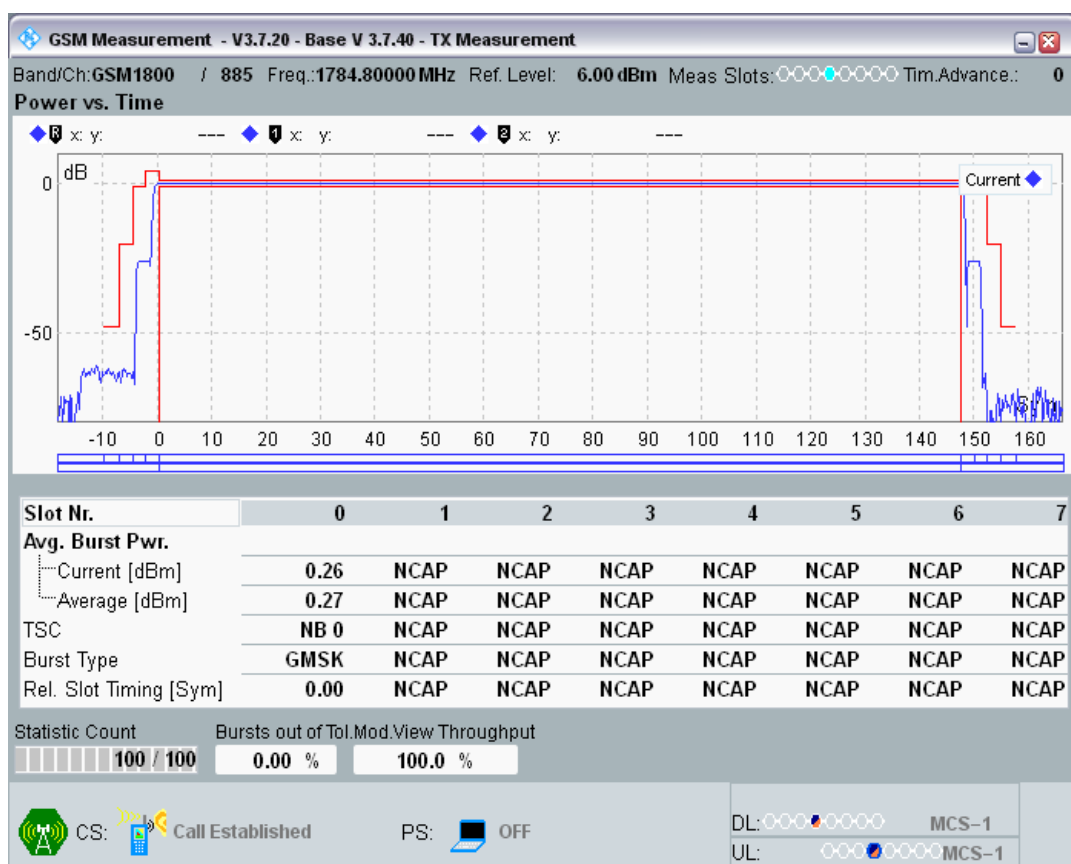 GSM Measurement - V3.7.20 - Base V 3.7.40 - TX Measurement
Band/Ch:GSM1800 / 885 Freq.:1784.80000 MHz Ref. Level: 6.00 dBm Meas Slots: Tim.Advance.: 0
Power vs. Time
R x: y: --- 1 x: y: --- 2 x: y: ---
dB
Current
0
-50
-10 0 10 20 30 40 50 60 70 80 90 100 110 120 130 140 150 160
Slot Nr. 0 1 2 3 4 5 6 7
Avg. Burst Pwr.
Current [dBm] 0.26 NCAP NCAP NCAP NCAP NCAP NCAP NCAP
Average [dBm] 0.27 NCAP NCAP NCAP NCAP NCAP NCAP NCAP
TSC NB 0 NCAP NCAP NCAP NCAP NCAP NCAP NCAP
Burst Type GMSK NCAP NCAP NCAP NCAP NCAP NCAP NCAP
Rel. Slot Timing [Sym] 0.00 NCAP NCAP NCAP NCAP NCAP NCAP NCAP
Statistic Count Bursts out of Tol. Mod.View Throughput
100 / 100 0.00 % 100.0 %
CS: Call Established PS: OFF
DL: MCS-1
UL: MCS-1